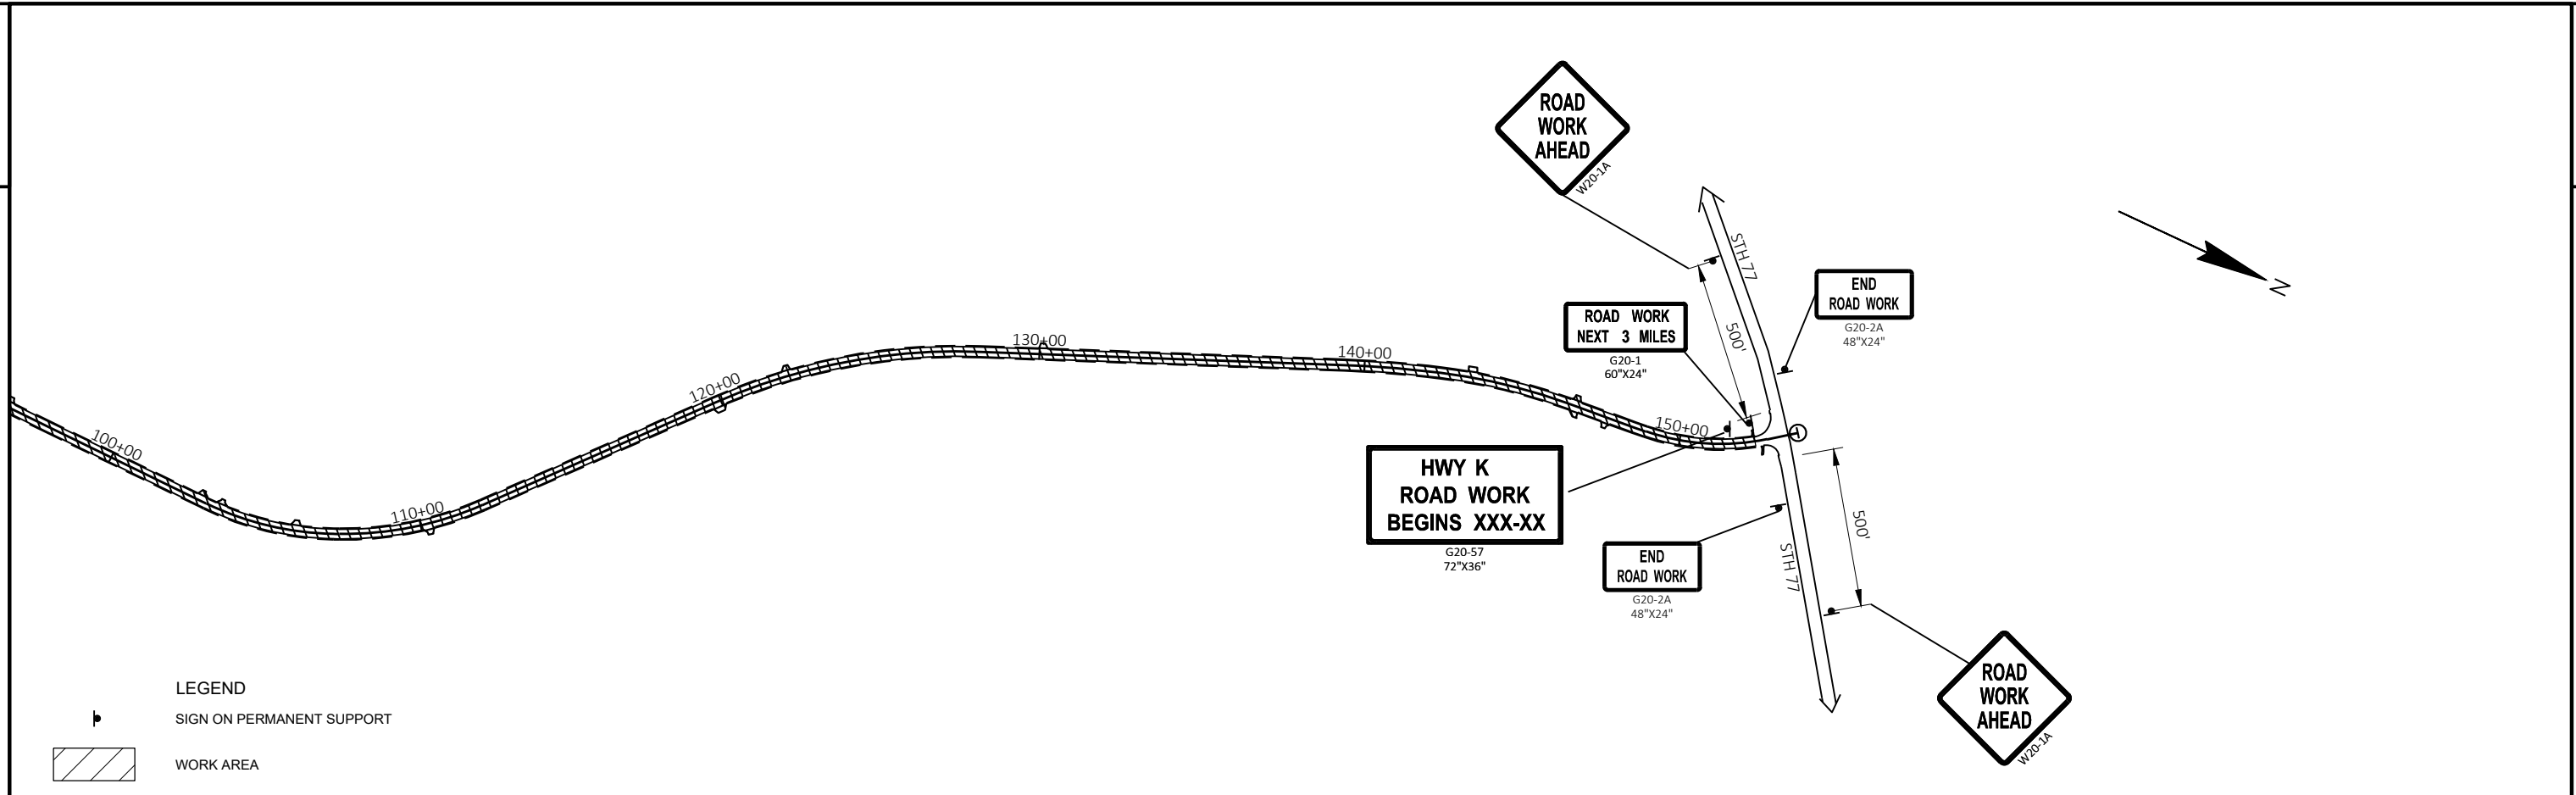 ROAD
WORK
AHEAD
W20-1A
STH 77
N
END
ROAD WORK
G20-2A
48"X24"
ROAD WORK
NEXT 3 MILES
G20-1
60"X24"
500'
130+00
140+00
120+00
150+00
100+00
110+00
HWY K
ROAD WORK
BEGINS XXX-XX
G20-57
72"X36"
500'
STH 77
END
ROAD WORK
G20-2A
48"X24"
ROAD
WORK
AHEAD
W20-1A
LEGEND
SIGN ON PERMANENT SUPPORT
WORK AREA